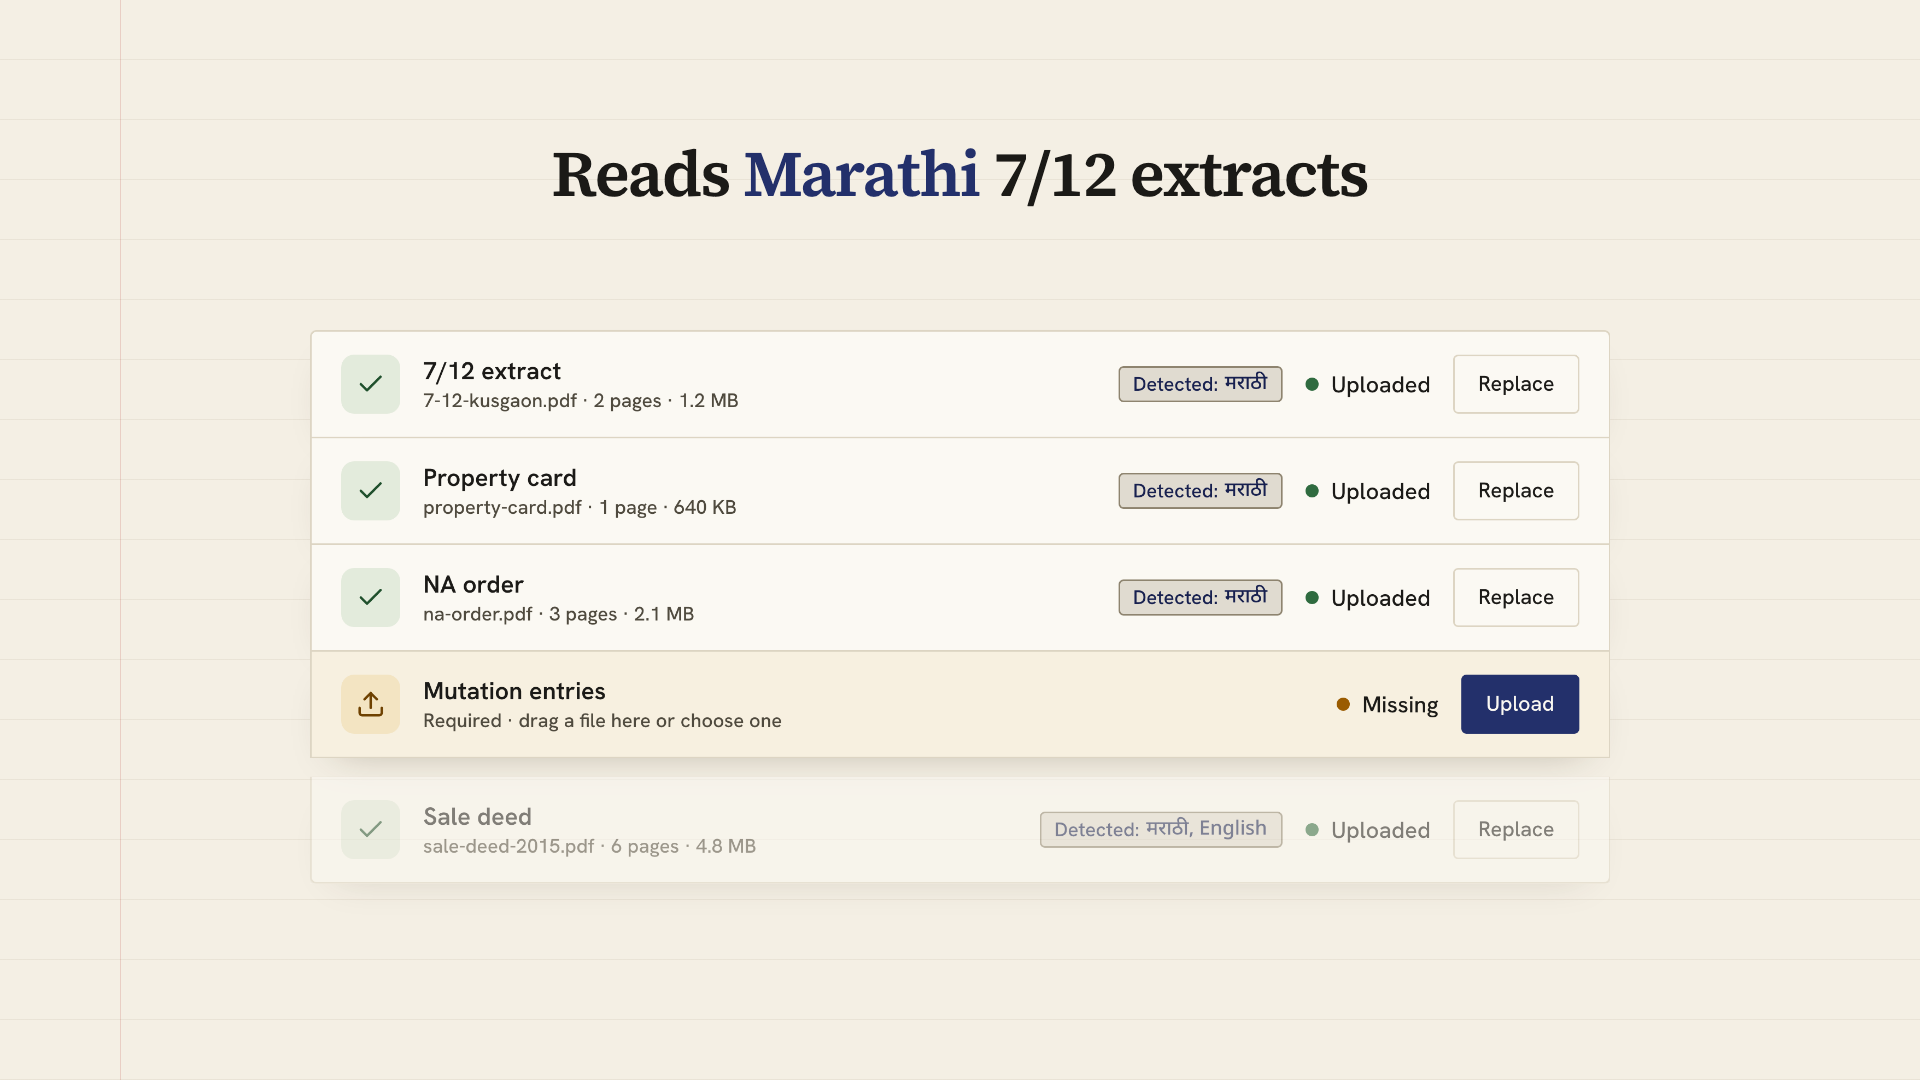 Reads Marathi 7/12 extracts
7/12 extract
7-12-kusgaon.pdf · 2 pages · 1.2 MB
Detected: मराठी
Uploaded
Replace
Property card
property-card.pdf · 1 page · 640 KB
Detected: मराठी
Uploaded
Replace
NA order
na-order.pdf · 3 pages · 2.1 MB
Detected: मराठी
Uploaded
Replace
Mutation entries
Required · drag a file here or choose one
Missing
Upload
Sale deed
sale-deed-2015.pdf · 6 pages · 4.8 MB
Detected: मराठी, English
Uploaded
Replace